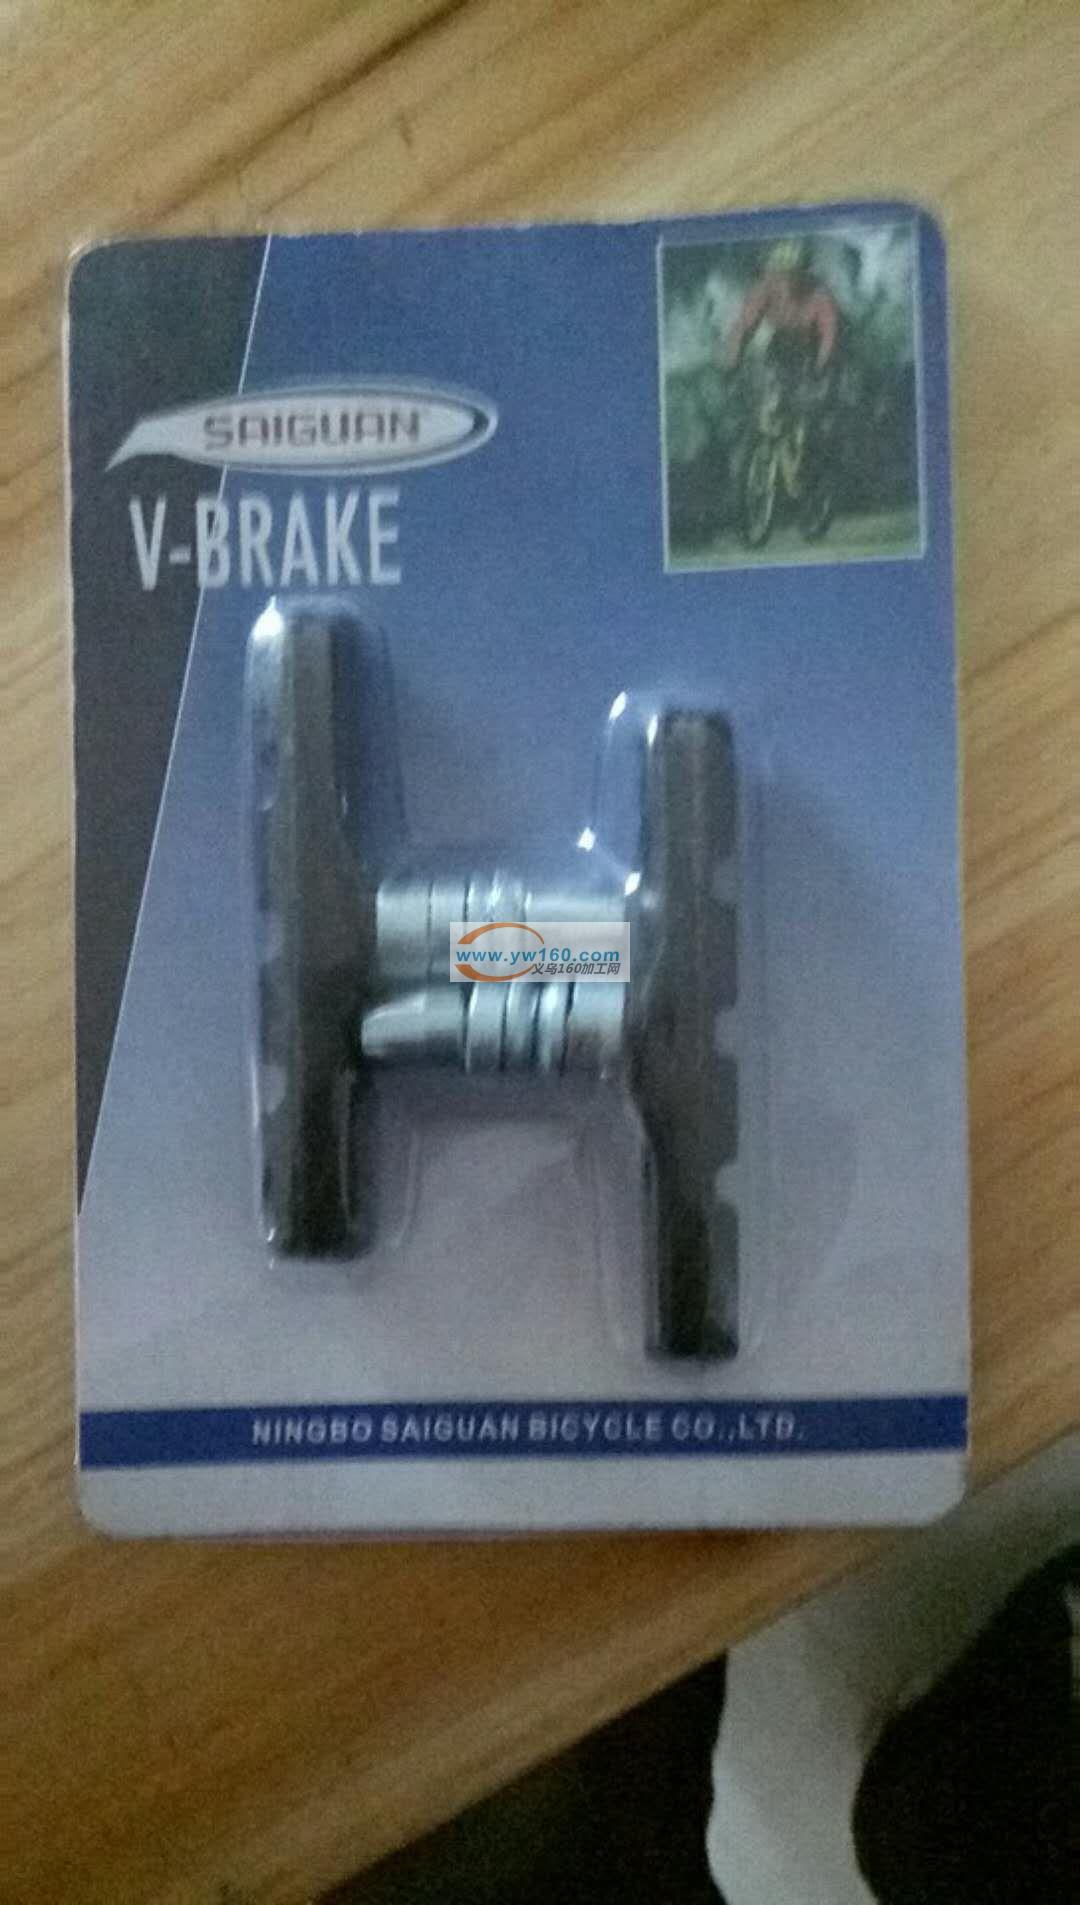 SAIGUAN
V-BRAKE
www.yw160.com
义乌160加工网
NINGBO SAIGUAN BICYCLE CO.,LTD.